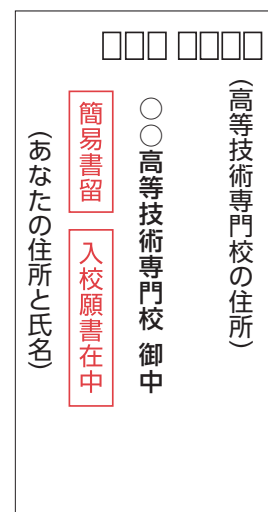 □□□ □□□□
（高等技術専門校の住所）
○○高等技術専門校 御中
簡易書留 入校願書在中
（あなたの住所と氏名）